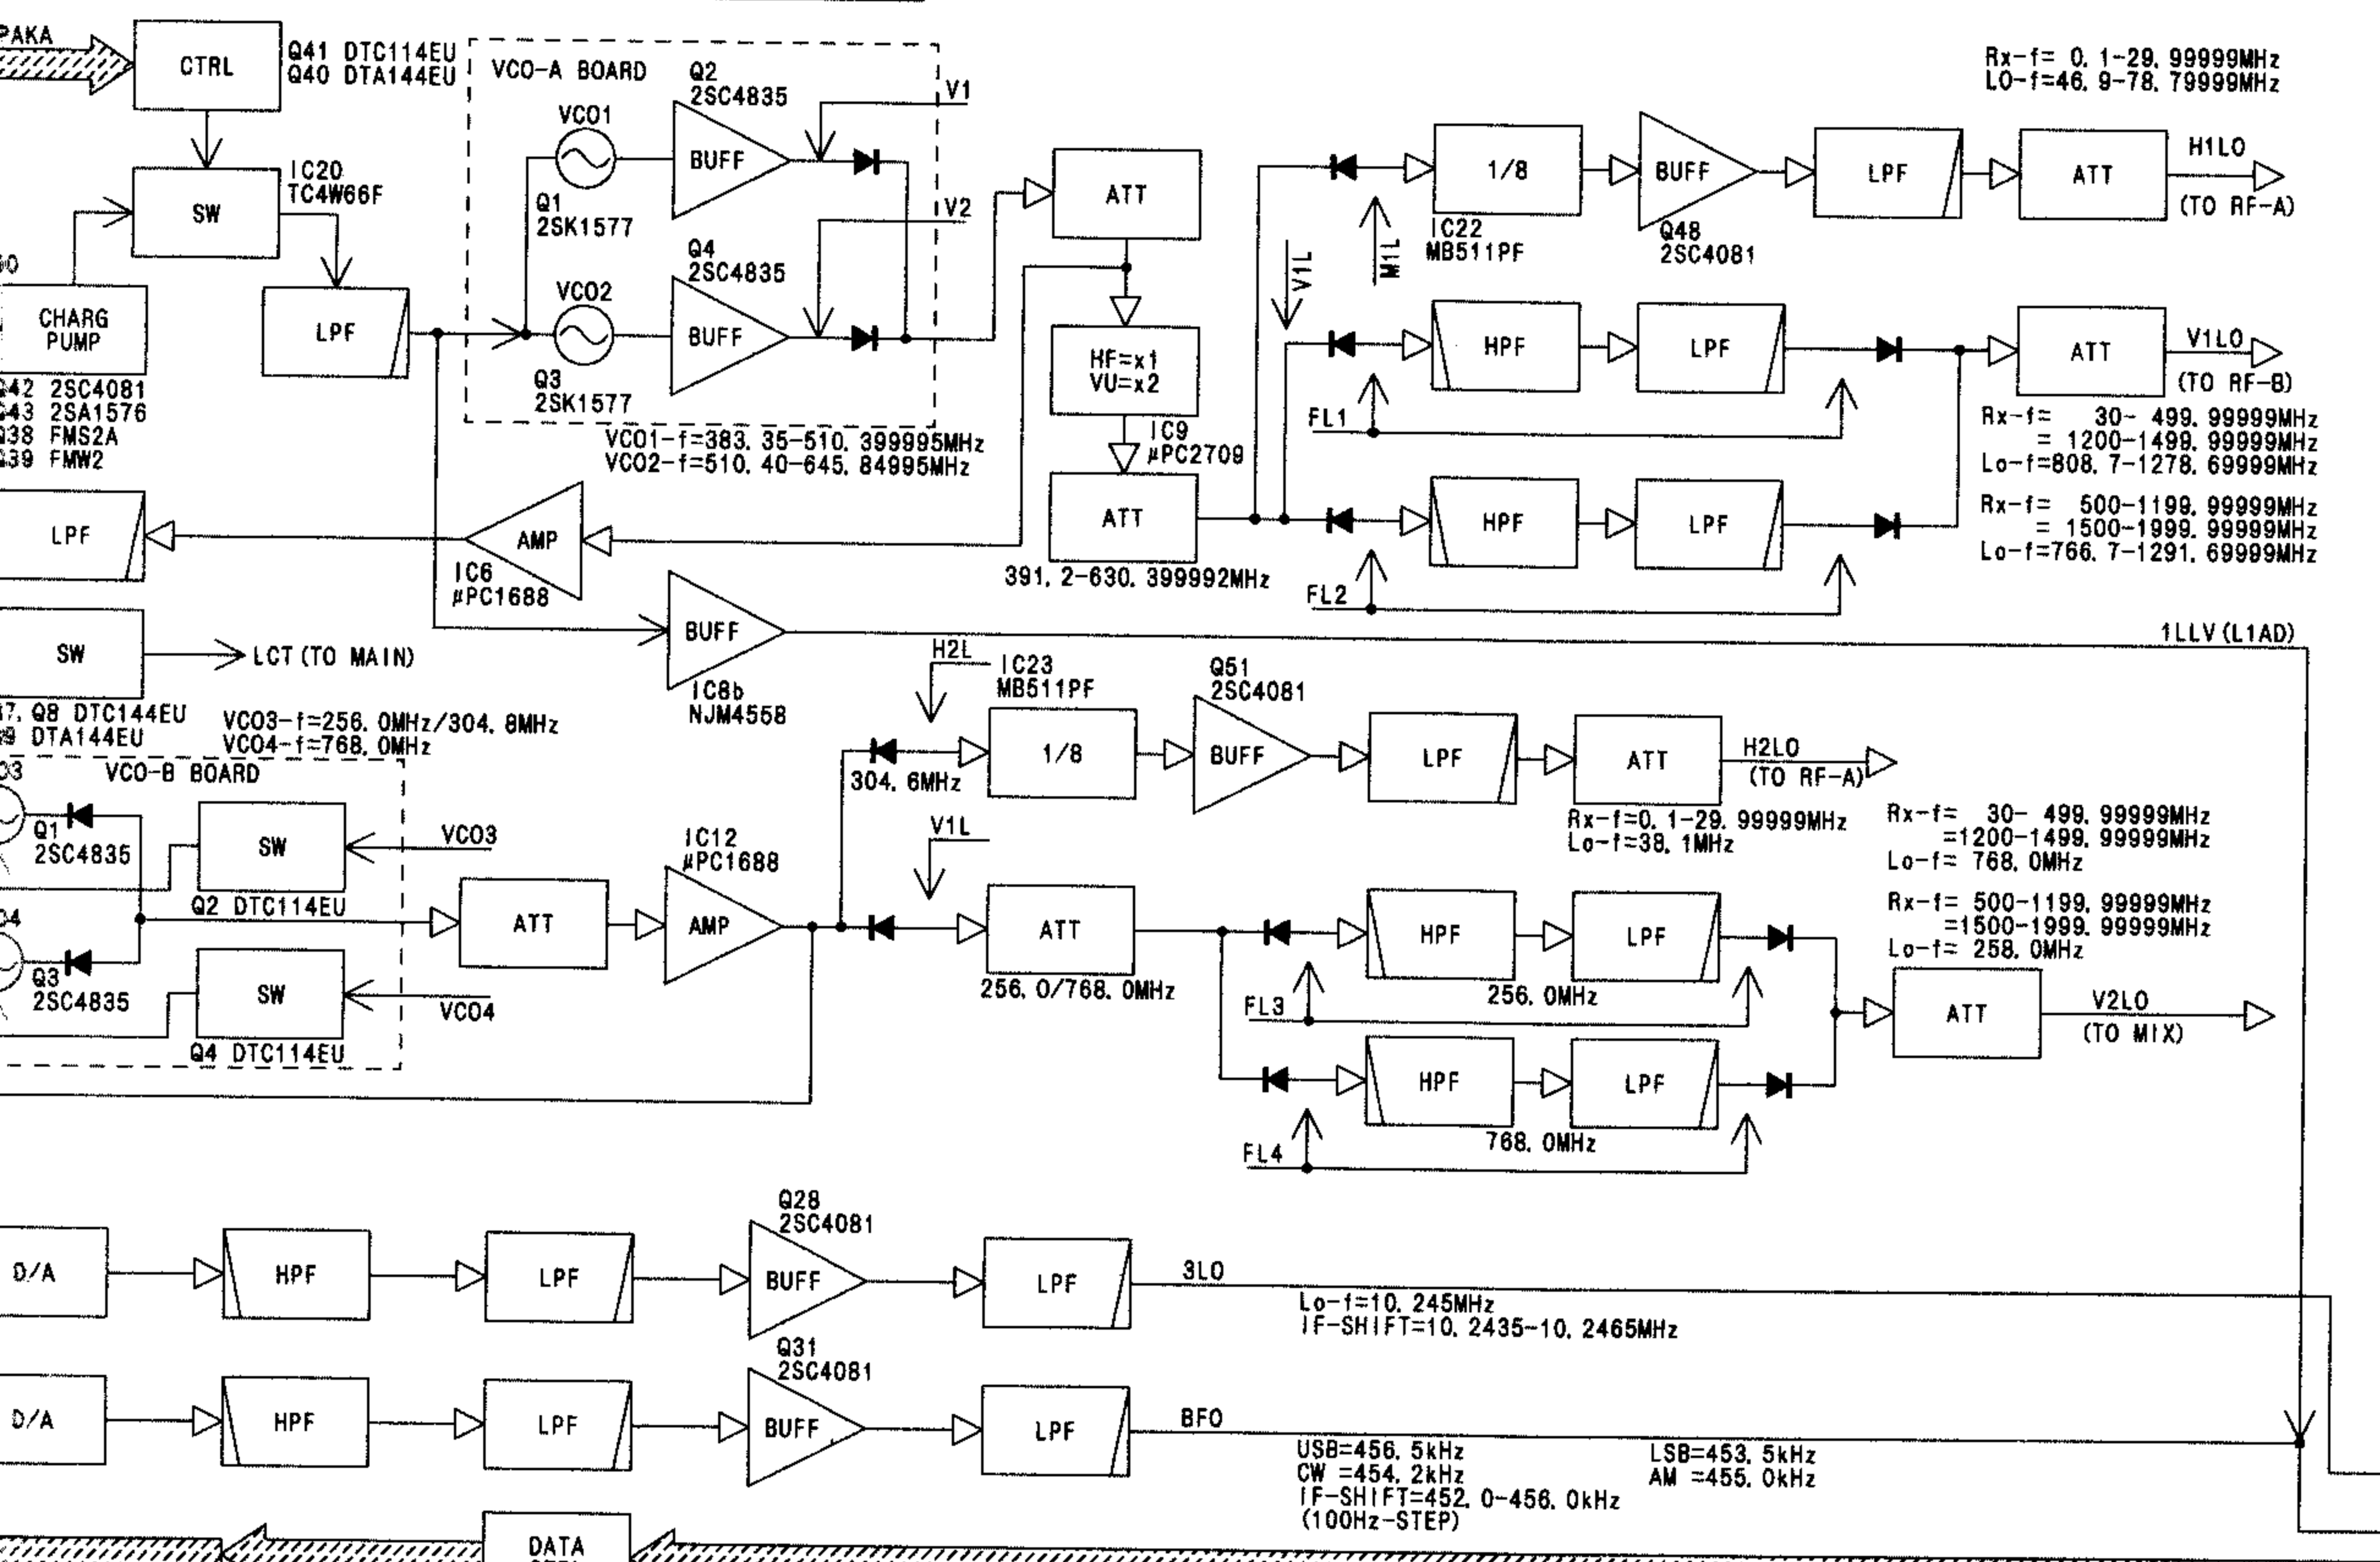 PAKA
CTRL
Q41 DTC114EU
Q40 DTA144EU
IC20
TC4W66F
SW
CHARG
PUMP
LPF
Q42 2SC4081
Q43 2SA1576
Q38 FMS2A
Q39 FMW2
VCO-A BOARD
VCO1
Q1
2SK1577
Q2
2SC4835
BUFF
V1
VCO2
Q3
2SK1577
Q4
2SC4835
BUFF
V2
VCO1-f=383. 35-510. 399995MHz
VCO2-f=510. 40-645. 84995MHz
ATT
HF=x1
VU=x2
IC9
μPC2709
ATT
391. 2-630. 399992MHz
Rx-f= 0. 1-29. 99999MHz
LO-f=46. 9-78. 79999MHz
1/8
IC22
MB511PF
M1L
V1L
BUFF
Q48
2SC4081
LPF
ATT
H1LO
(TO RF-A)
HPF
LPF
FL1
ATT
V1LO
(TO RF-B)
Rx-f= 30- 499. 99999MHz
= 1200-1499. 99999MHz
Lo-f=808. 7-1278. 69999MHz
HPF
LPF
FL2
Rx-f= 500-1199. 99999MHz
= 1500-1999. 99999MHz
Lo-f=766. 7-1291. 69999MHz
LPF
AMP
IC6
μPC1688
BUFF
IC8b
NJM4558
1LLV(L1AD)
SW
LCT(TO MAIN)
Q8 DTC144EU
DTA144EU
VCO3-f=256. 0MHz/304. 8MHz
VCO4-f=768. 0MHz
VCO-B BOARD
Q1
2SC4835
SW
VCO3
Q2 DTC114EU
Q3
2SC4835
SW
VCO4
Q4 DTC114EU
ATT
IC12
μPC1688
AMP
H2L
IC23
MB511PF
304. 6MHz
1/8
Q51
2SC4081
BUFF
LPF
ATT
H2LO
(TO RF-A)
Rx-f=0. 1-29. 99999MHz
Lo-f=38. 1MHz
V1L
ATT
256. 0/768. 0MHz
HPF
LPF
256. 0MHz
FL3
HPF
LPF
768. 0MHz
FL4
Rx-f= 30- 499. 99999MHz
=1200-1499. 99999MHz
Lo-f= 768. 0MHz
Rx-f= 500-1199. 99999MHz
=1500-1999. 99999MHz
Lo-f= 258. 0MHz
ATT
V2LO
(TO MIX)
D/A
HPF
LPF
Q28
2SC4081
BUFF
LPF
3LO
Lo-f=10. 245MHz
IF-SHIFT=10. 2435-10. 2465MHz
D/A
HPF
LPF
Q31
2SC4081
BUFF
LPF
BFO
USB=456. 5kHz LSB=453. 5kHz
CW =454. 2kHz AM =455. 0kHz
IF-SHIFT=452. 0-456. 0kHz
(100Hz-STEP)
DATA